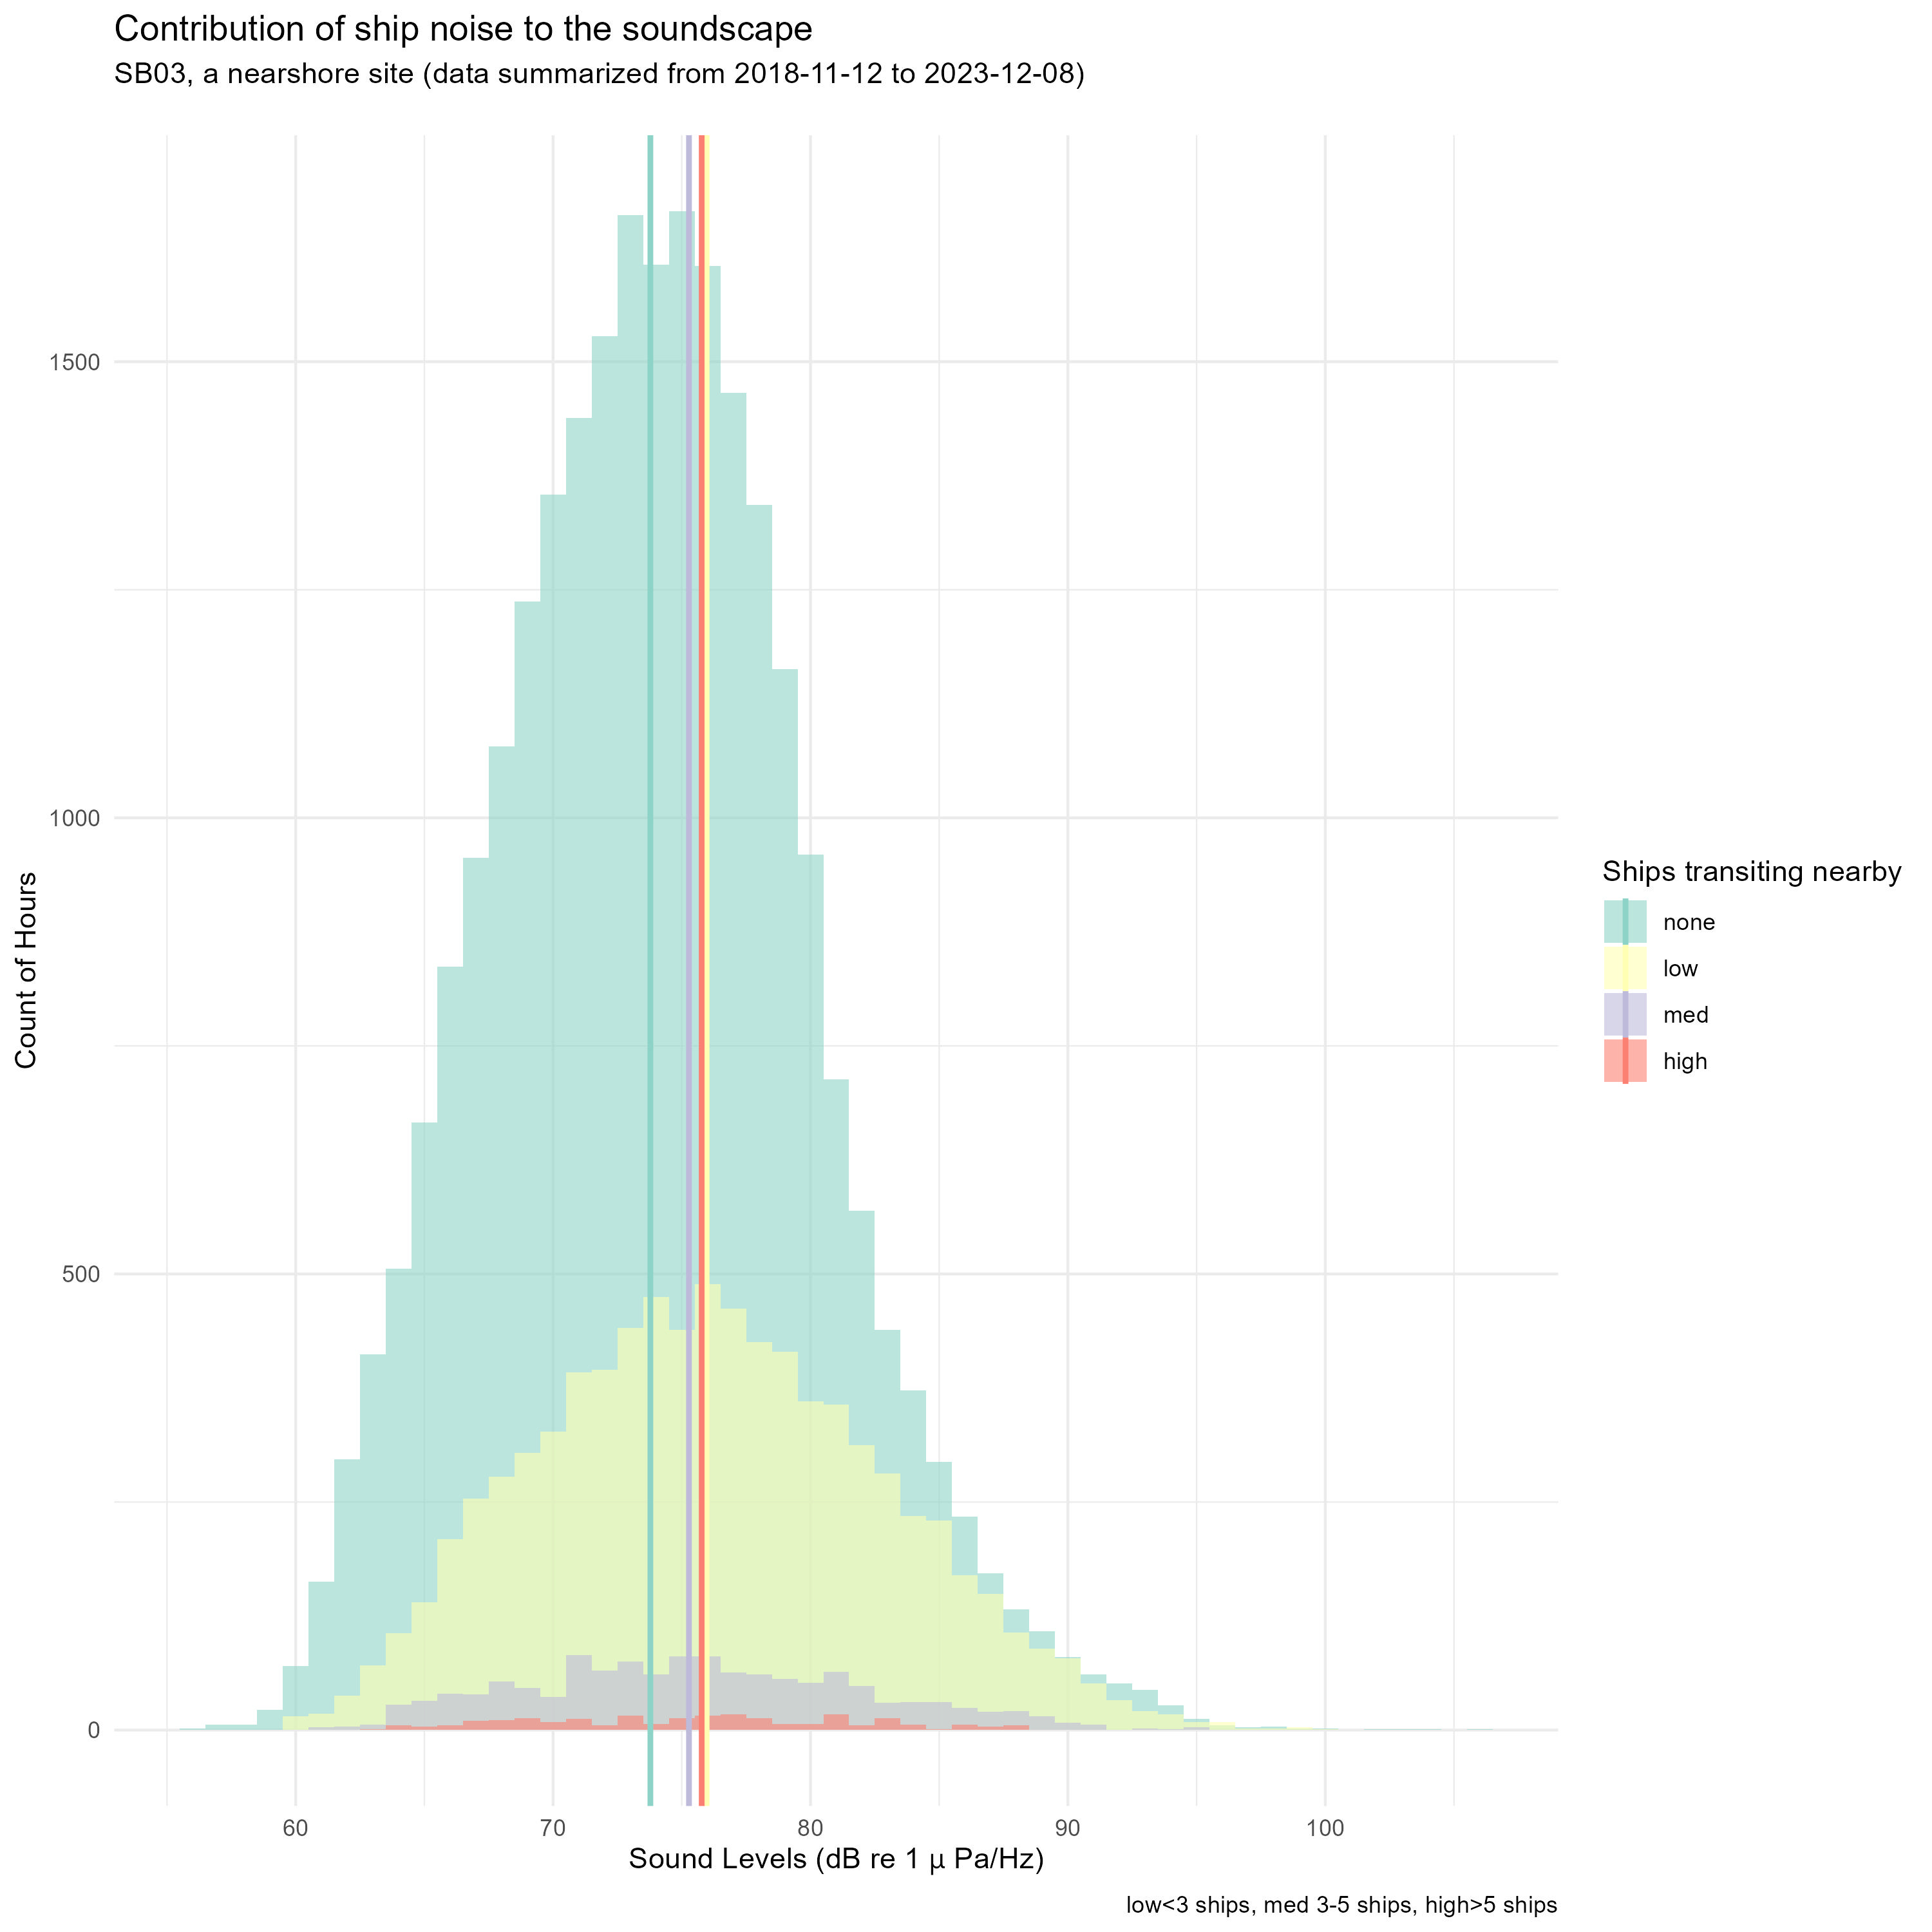 Contribution of ship noise to the soundscape
SB03, a nearshore site (data summarized from 2018-11-12 to 2023-12-08)
Count of Hours
1500
1000
500
0
60 70 80 90 100
Sound Levels (dB re 1 μ Pa/Hz)
Ships transiting nearby
none
low
med
high
low<3 ships, med 3-5 ships, high>5 ships